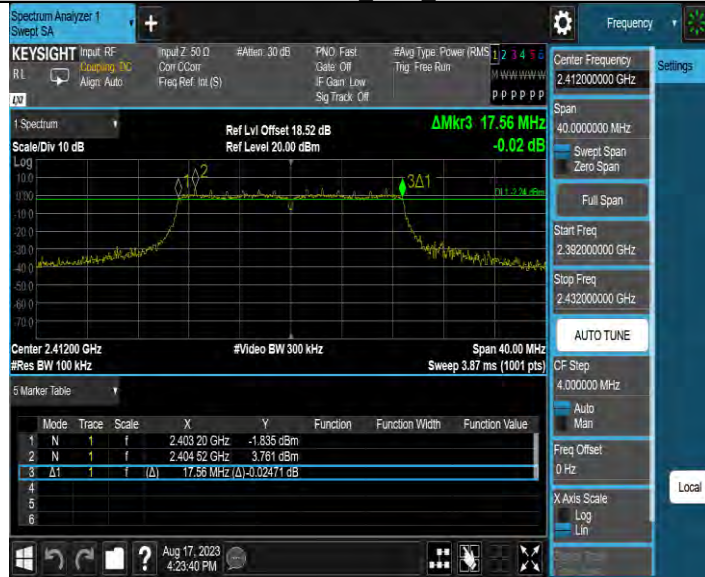 Spectrum Analyzer 1
Swept SA
Frequency
KEYSIGHT
RL
Input: RF
Coupling: DC
Align: Auto
Input Z: 50 Ω
Corr CCorr
Freq Ref: Int (S)
#Atten: 30 dB
PNO: Fast
Gate: Off
IF Gain: Low
Sig Track: Off
#Avg Type: Power (RMS
Trig: Free Run
1 2 3 4 5 6
M W W W W W
P P P P P P
Center Frequency
2.412000000 GHz
Settings
Span
40.0000000 MHz
Swept Span
Zero Span
Full Span
Start Freq
2.392000000 GHz
Stop Freq
2.432000000 GHz
AUTO TUNE
CF Step
4.000000 MHz
Auto
Man
Freq Offset
0 Hz
X Axis Scale
Log
Lin
Local
1 Spectrum
Scale/Div 10 dB
Ref Lvl Offset 18.52 dB
Ref Level 20.00 dBm
ΔMkr3 17.56 MHz
-0.02 dB
Log
10.0
0.00
-10.0
-20.0
-30.0
-40.0
-50.0
-60.0
-70.0
1
2
3Δ1
DL1 -2.24 dBm
Center 2.41200 GHz
#Video BW 300 kHz
Span 40.00 MHz
#Res BW 100 kHz
Sweep 3.87 ms (1001 pts)
5 Marker Table
Mode Trace Scale X Y Function Function Width Function Value
1 N 1 f 2.403 20 GHz -1.835 dBm
2 N 1 f 2.404 52 GHz 3.761 dBm
3 Δ1 1 f (Δ) 17.56 MHz (Δ) -0.02471 dB
4
5
6
?
Aug 17, 2023
4:23:40 PM